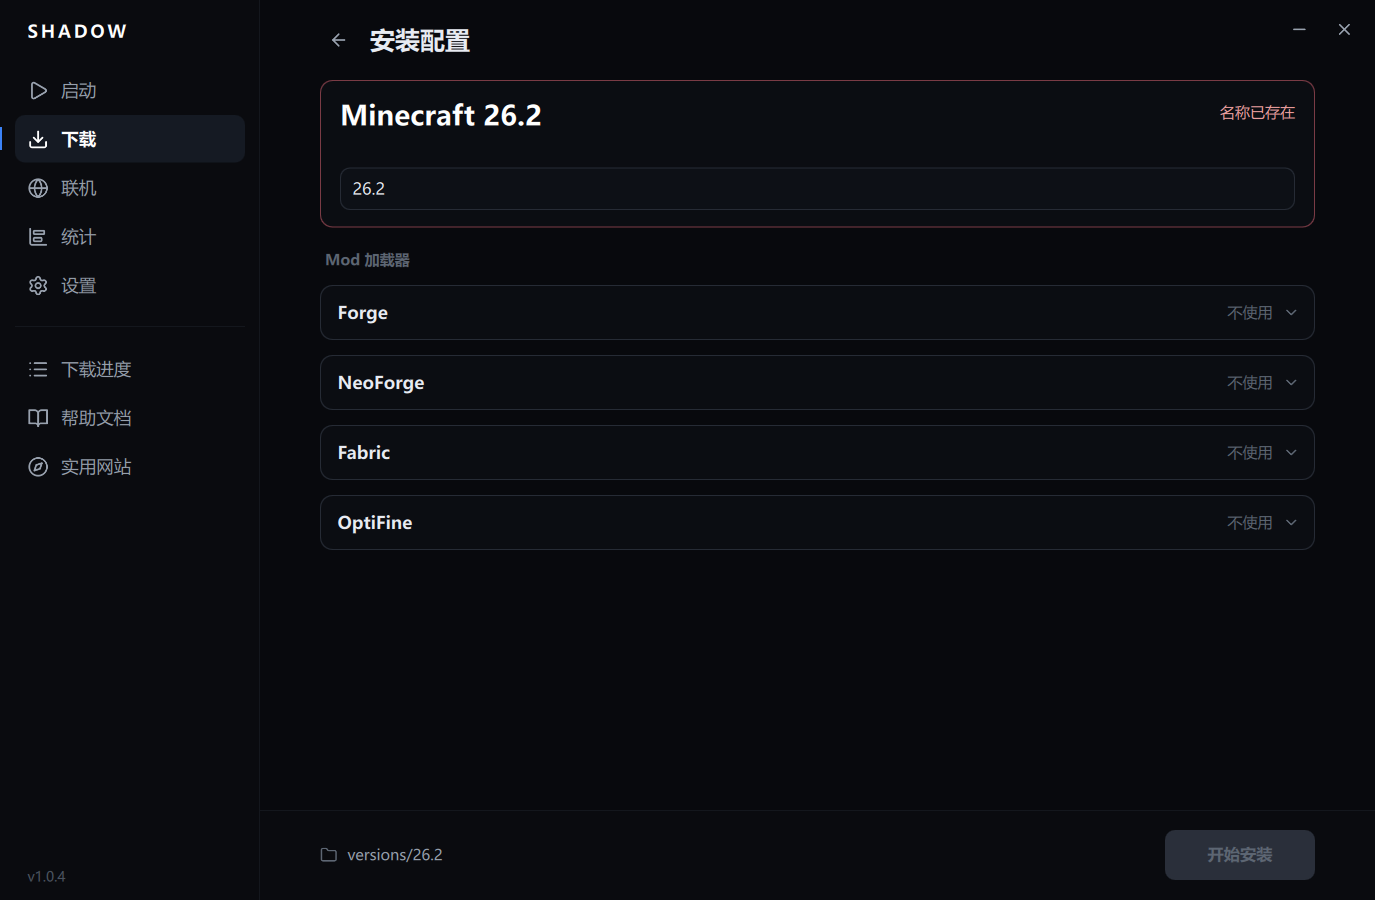 SHADOW
启动
下载
联机
统计
设置
下载进度
帮助文档
实用网站
v1.0.4
安装配置
Minecraft 26.2
名称已存在
26.2
Mod 加载器
Forge
不使用
NeoForge
不使用
Fabric
不使用
OptiFine
不使用
versions/26.2
开始安装